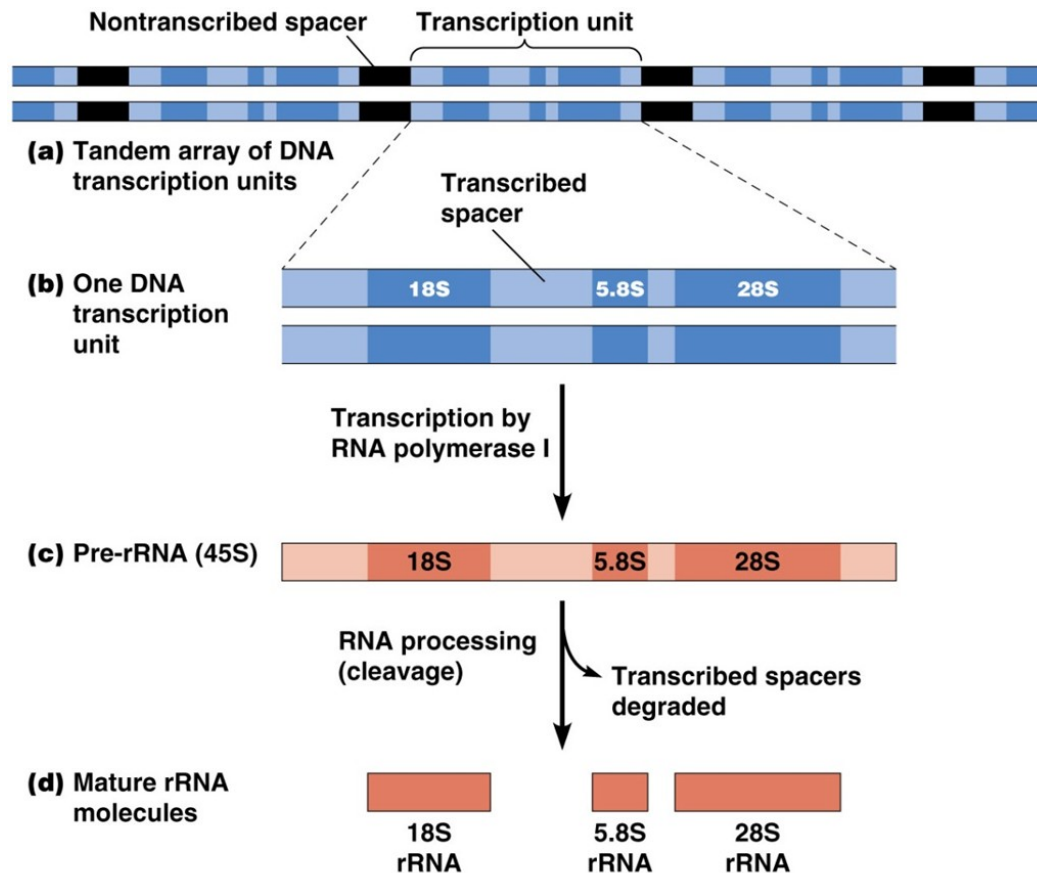 Nontranscribed spacer
Transcription unit
(a) Tandem array of DNA
transcription units
Transcribed
spacer
(b) One DNA
transcription
unit
18S
5.8S
28S
Transcription by
RNA polymerase I
(c) Pre-rRNA (45S)
18S
5.8S
28S
RNA processing
(cleavage)
Transcribed spacers
degraded
(d) Mature rRNA
molecules
18S
rRNA
5.8S
rRNA
28S
rRNA